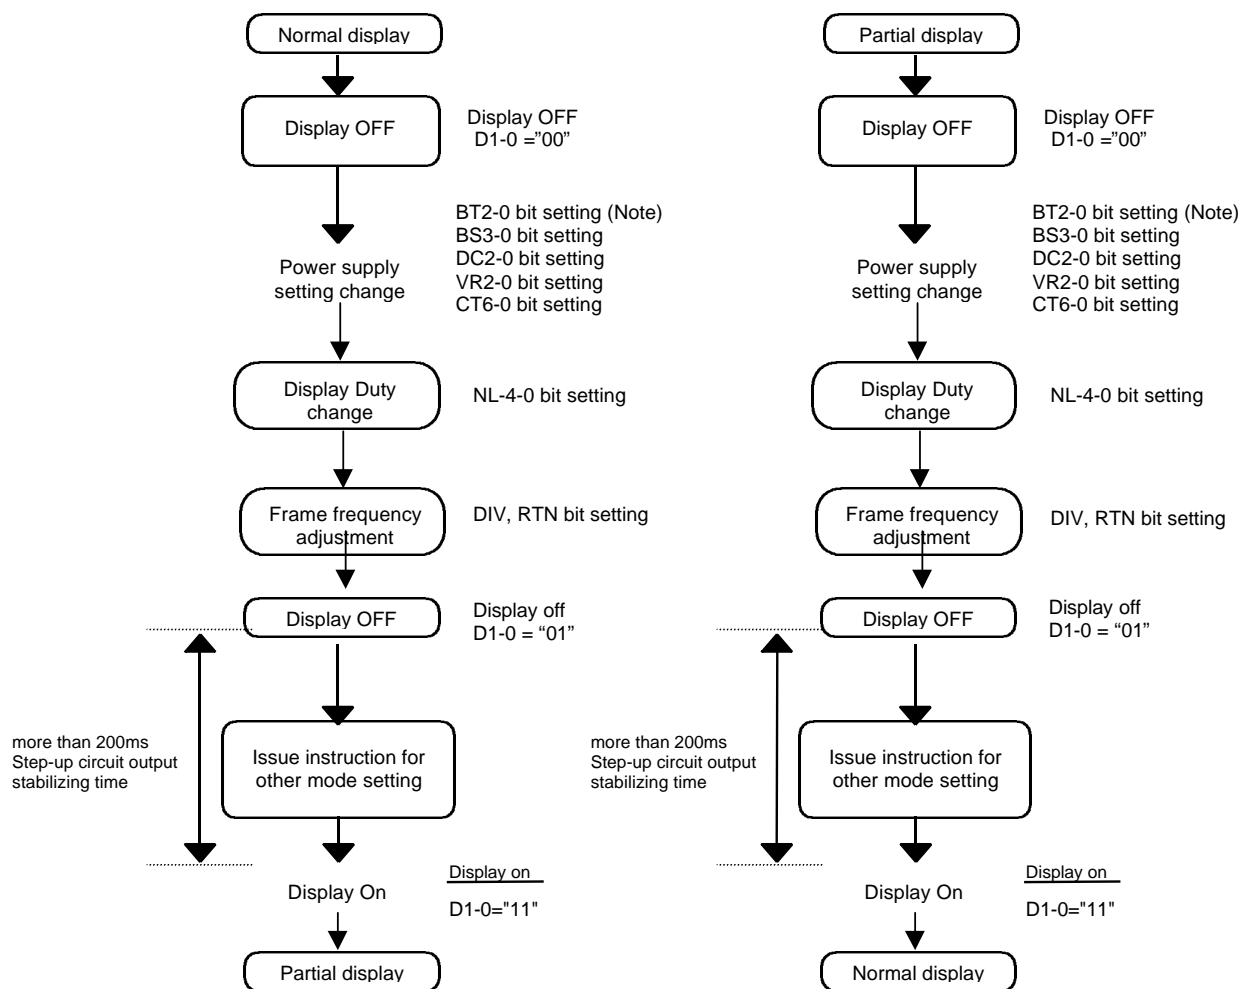 Normal display
Display OFF
Display OFF
D1-0 =”00”
BT2-0 bit setting (Note)
BS3-0 bit setting
DC2-0 bit setting
VR2-0 bit setting
CT6-0 bit setting
Power supply
setting change
Display Duty
change
NL-4-0 bit setting
Frame frequency
adjustment
DIV, RTN bit setting
Display OFF
Display off
D1-0 = “01”
more than 200ms
Step-up circuit output
stabilizing time
Issue instruction for
other mode setting
Display On
Display on
D1-0="11"
Partial display
Partial display
Display OFF
Display OFF
D1-0 =”00”
BT2-0 bit setting (Note)
BS3-0 bit setting
DC2-0 bit setting
VR2-0 bit setting
CT6-0 bit setting
Power supply
setting change
Display Duty
change
NL-4-0 bit setting
Frame frequency
adjustment
DIV, RTN bit setting
Display OFF
Display off
D1-0 = “01”
more than 200ms
Step-up circuit output
stabilizing time
Issue instruction for
other mode setting
Display On
Display on
D1-0="11"
Normal display